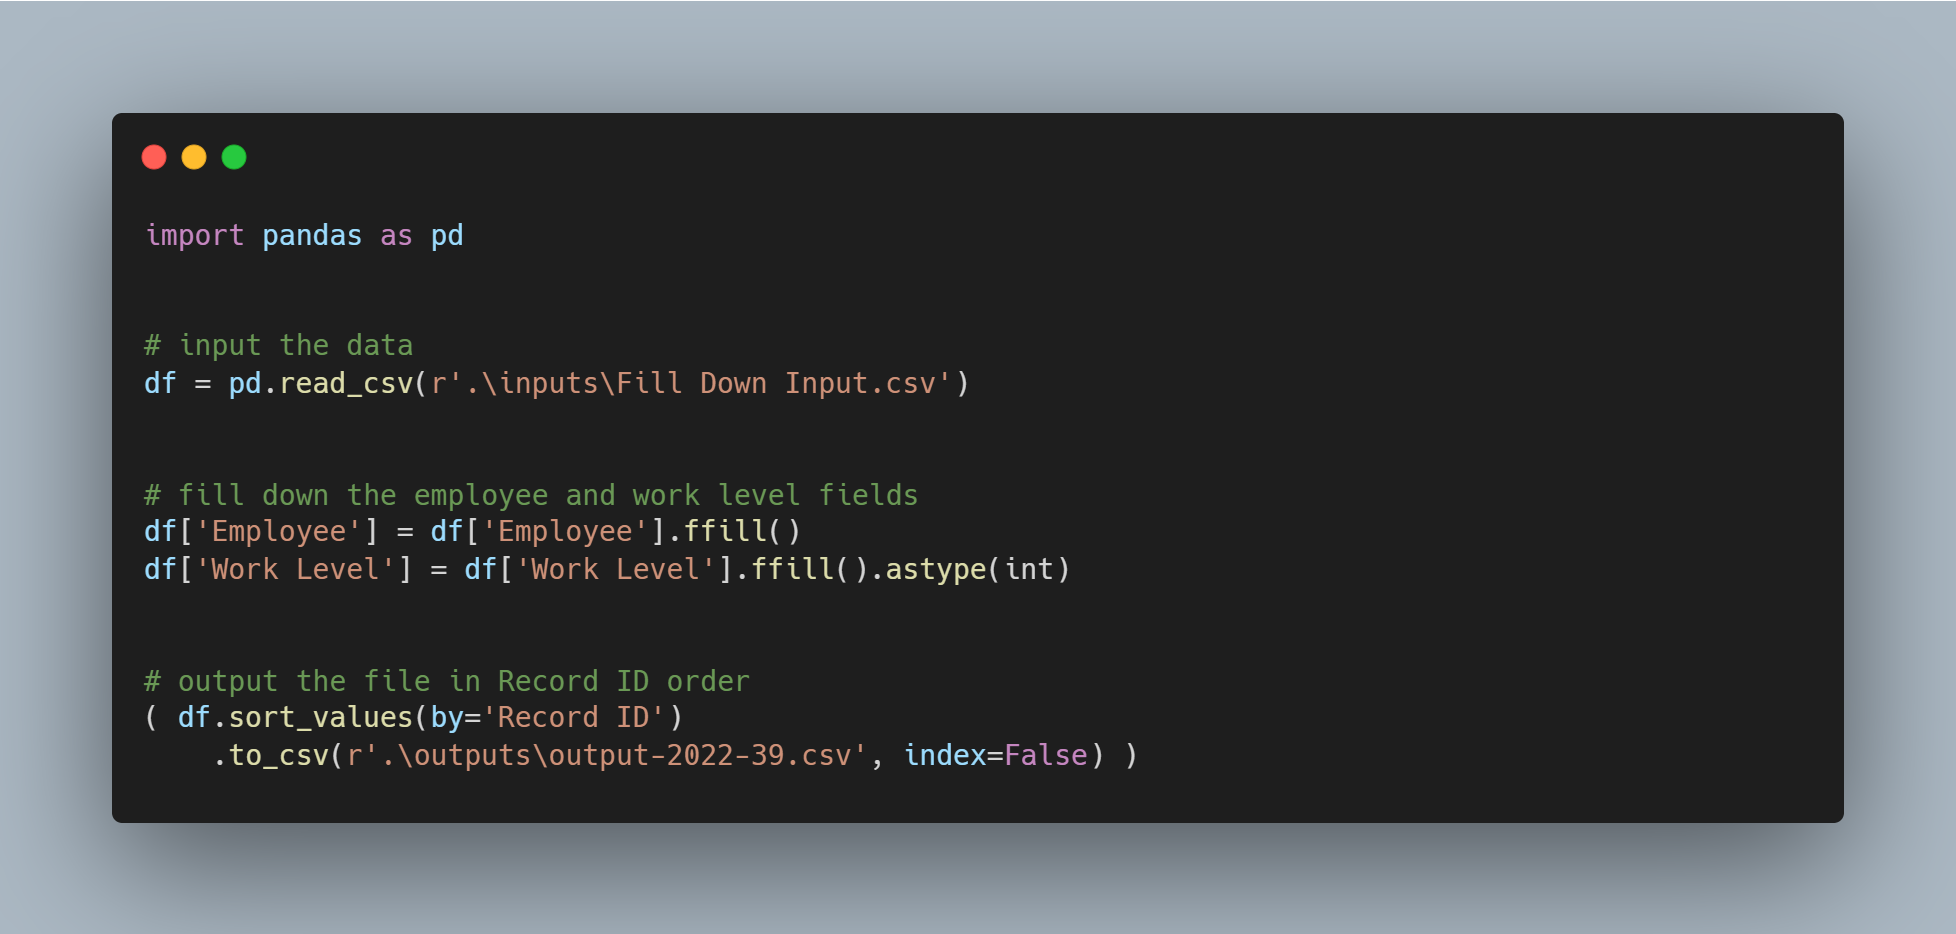 import pandas as pd
# input the data
df = pd.read_csv(r'.\inputs\Fill Down Input.csv')
# fill down the employee and work level fields
df['Employee'] = df['Employee'].ffill()
df['Work Level'] = df['Work Level'].ffill().astype(int)
# output the file in Record ID order
( df.sort_values(by='Record ID')
    .to_csv(r'.\outputs\output-2022-39.csv', index=False) )